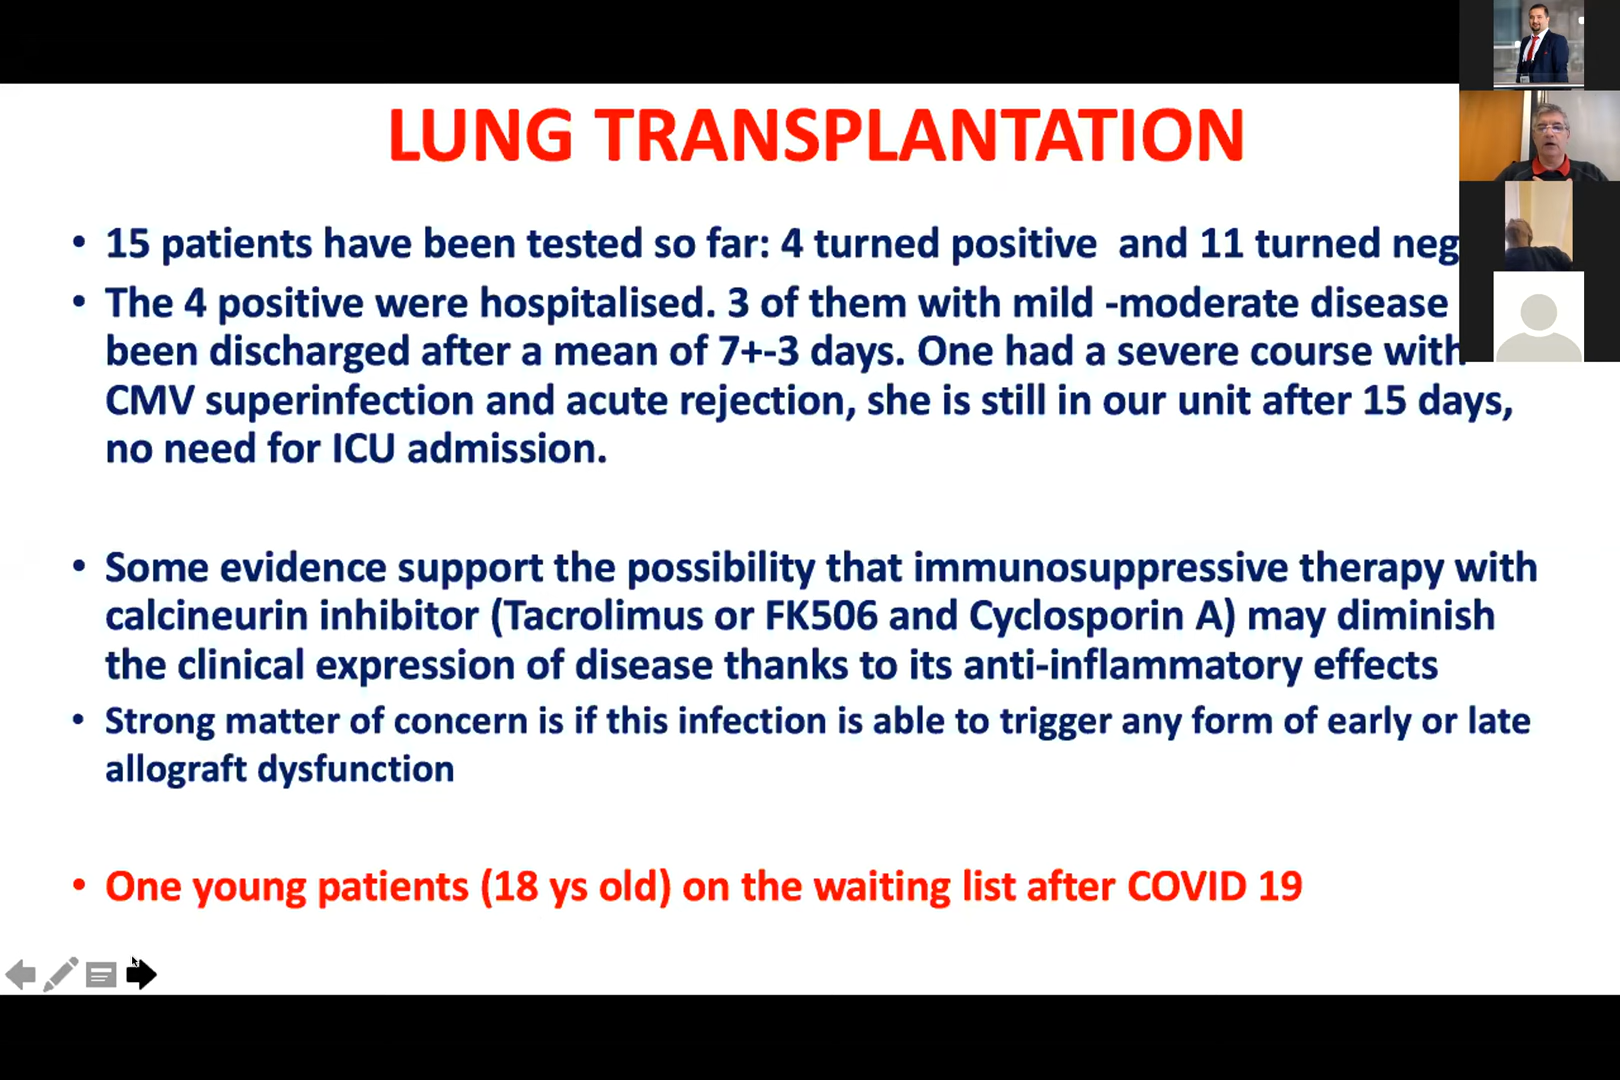 LUNG TRANSPLANTATION
• 15 patients have been tested so far: 4 turned positive and 11 turned neg
• The 4 positive were hospitalised. 3 of them with mild -moderate disease
been discharged after a mean of 7+-3 days. One had a severe course with
CMV superinfection and acute rejection, she is still in our unit after 15 days,
no need for ICU admission.
• Some evidence support the possibility that immunosuppressive therapy with
calcineurin inhibitor (Tacrolimus or FK506 and Cyclosporin A) may diminish
the clinical expression of disease thanks to its anti-inflammatory effects
• Strong matter of concern is if this infection is able to trigger any form of early or late
allograft dysfunction
• One young patients (18 ys old) on the waiting list after COVID 19